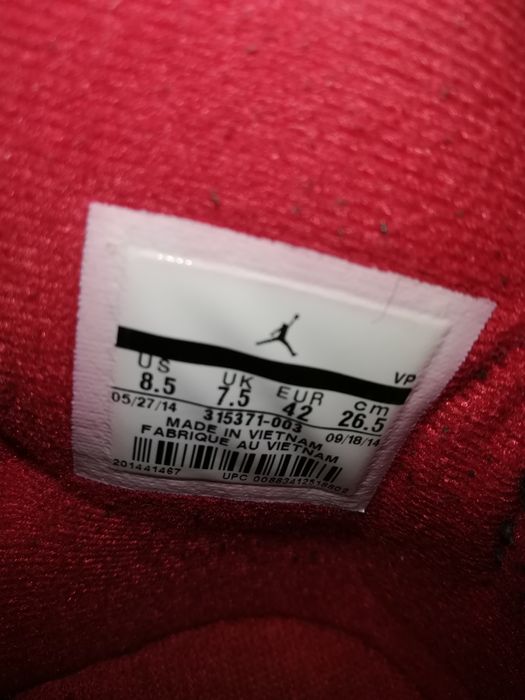 VP
US UK EUR cm
8.5 7.5 42 26.5
05/27/14 315371-003 09/18/14
MADE IN VIETNAM
FABRIQUE AU VIETNAM
201441467 UPC